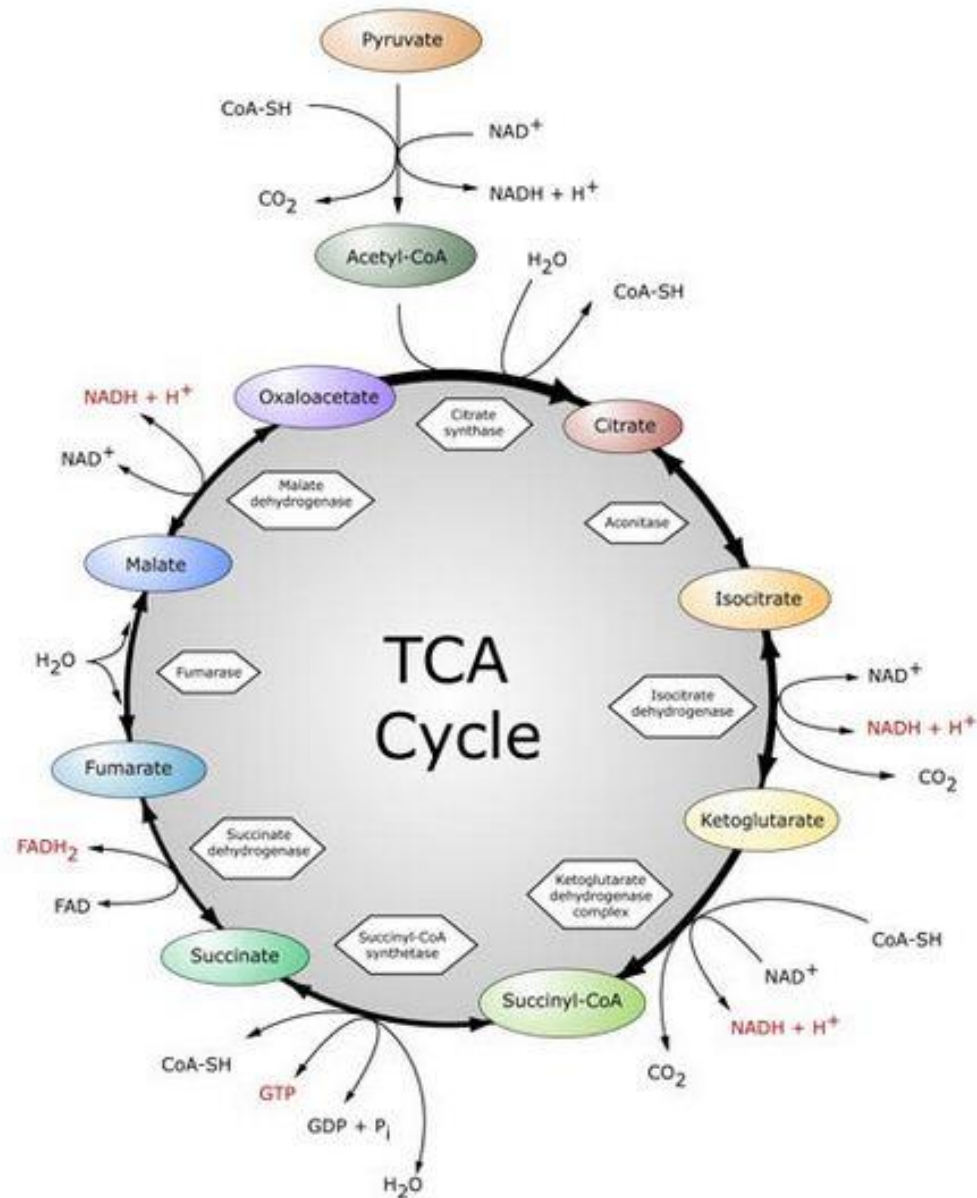 Pyruvate
CoA-SH
NAD⁺
CO₂
NADH + H⁺
Acetyl-CoA
H₂O
CoA-SH
Oxaloacetate
Citrate
synthase
Citrate
NADH + H⁺
NAD⁺
Malate
dehydrogenase
Aconitase
Malate
Isocitrate
H₂O
Fumarase
TCA
Cycle
Isocitrate
dehydrogenase
NAD⁺
NADH + H⁺
CO₂
Fumarate
Ketoglutarate
FADH₂
FAD
Succinate
dehydrogenase
Ketoglutarate
dehydrogenase
complex
Succinate
Succinyl-CoA
synthetase
Succinyl-CoA
CoA-SH
NAD⁺
NADH + H⁺
CO₂
CoA-SH
GTP
GDP + Pᵢ
H₂O